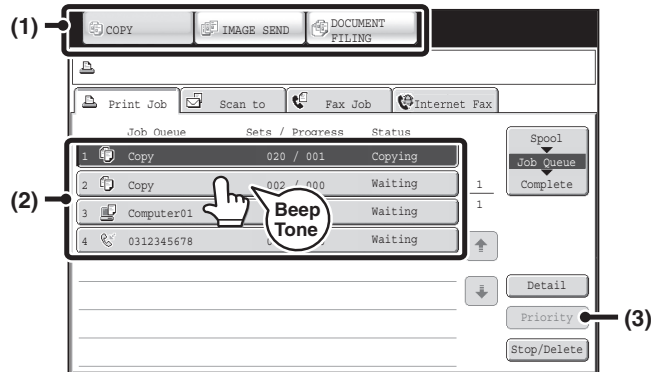 (1)
COPY
IMAGE SEND
DOCUMENT
FILING
Print Job
Scan to
Fax Job
Internet Fax
Job Queue Sets / Progress Status
1 Copy 020 / 001 Copying
2 Copy 002 / 000 Waiting
3 Computer01 Waiting
4 0312345678 Waiting
(2)
Beep
Tone
1
1
Spool
Job Queue
Complete
Detail
Priority
(3)
Stop/Delete